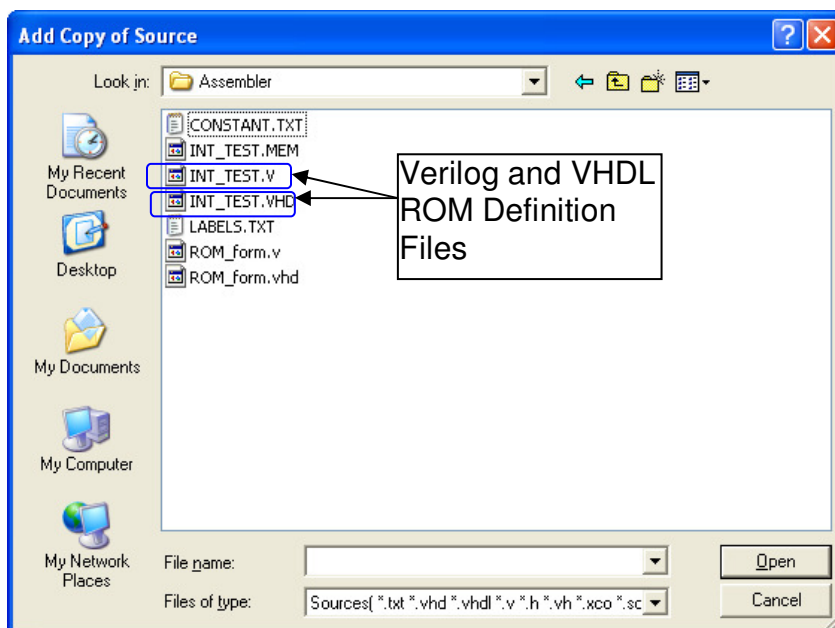 Add Copy of Source
Look in:
Assembler
My Recent
Documents
Desktop
My Documents
My Computer
My Network
Places
CONSTANT.TXT
INT_TEST.MEM
INT_TEST.V
INT_TEST.VHD
LABELS.TXT
ROM_form.v
ROM_form.vhd
Verilog and VHDL
ROM Definition
Files
File name:
Open
Files of type:
Sources( *.txt *.vhd *.vhdl *.v *.h *.vh *.xco *.sc
Cancel